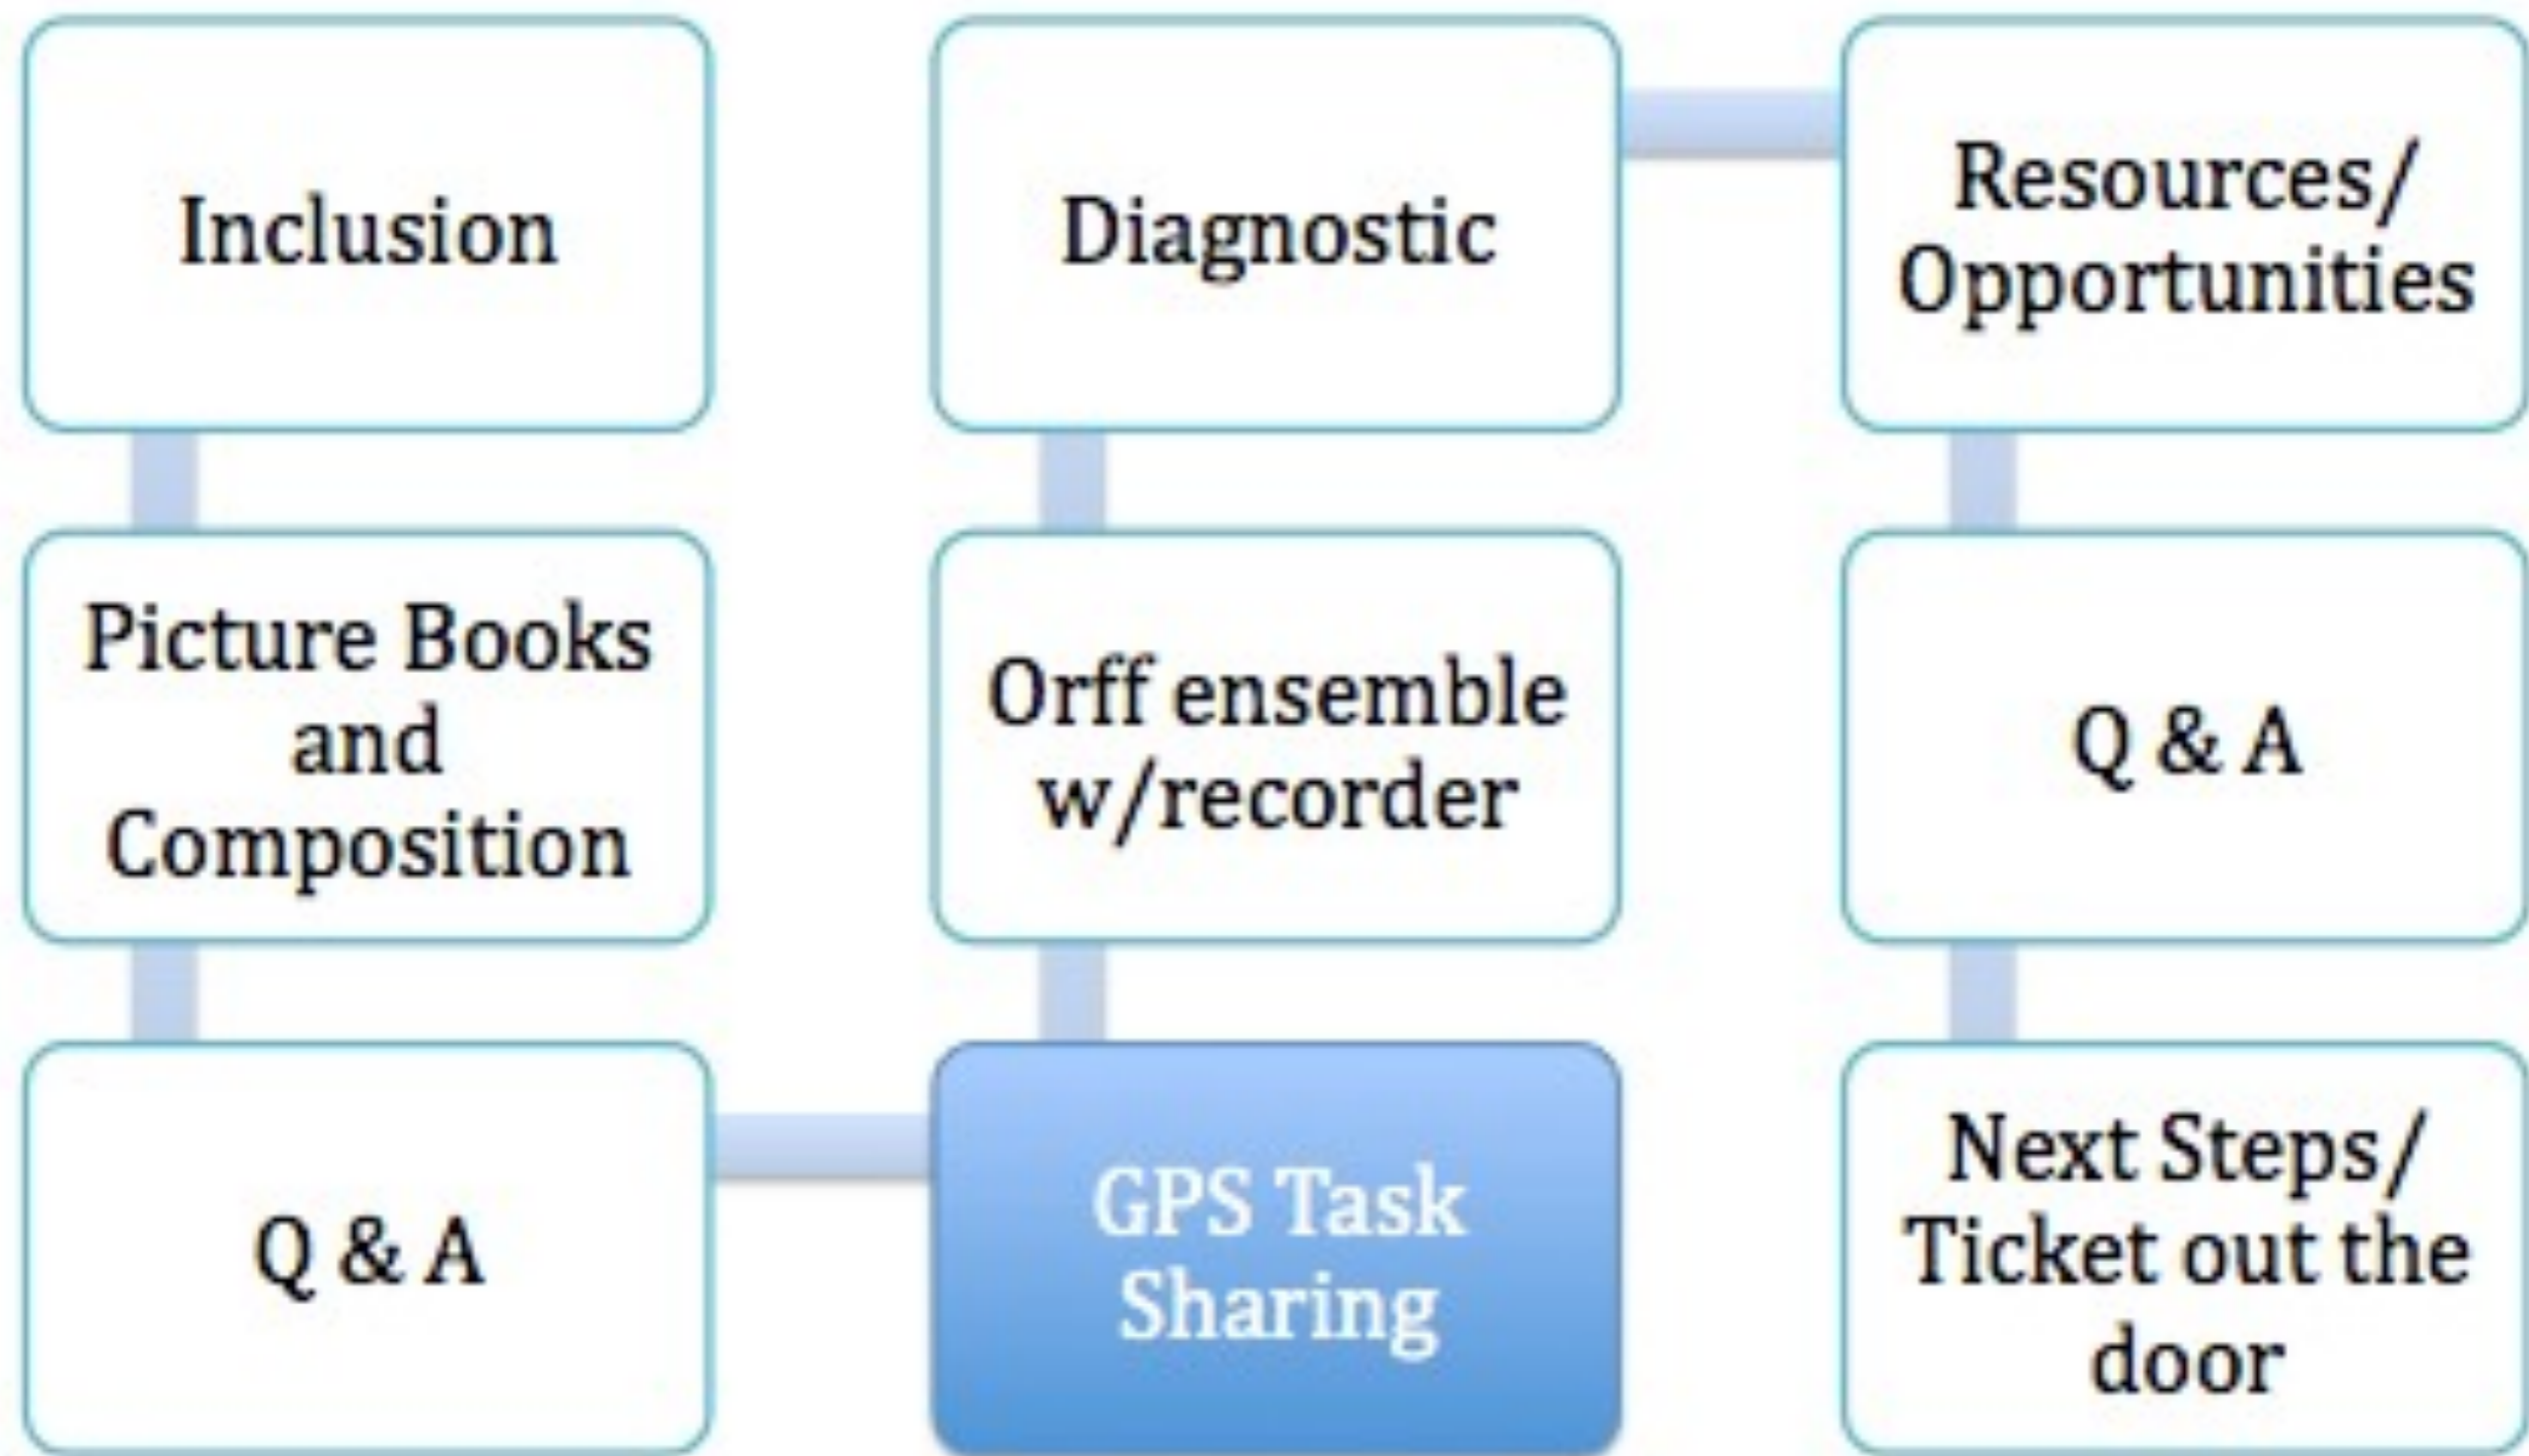 Inclusion
Picture Books
and
Composition
Q & A
GPS Task
Sharing
Orff ensemble
w/recorder
Diagnostic
Resources/
Opportunities
Q & A
Next Steps/
Ticket out the
door